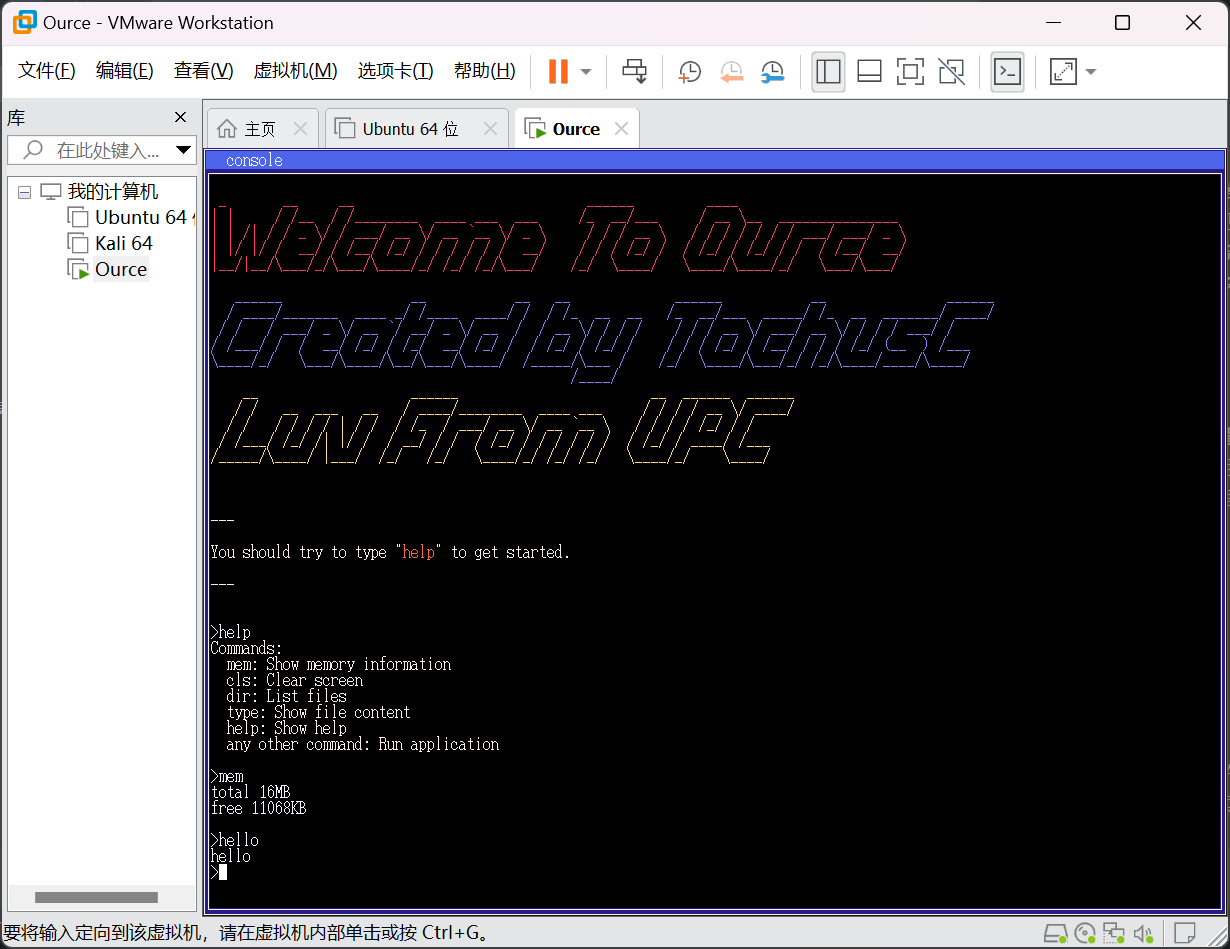 Ource - VMware Workstation
文件(F) 编辑(E) 查看(V) 虚拟机(M) 选项卡(T) 帮助(H)
库
在此处键入...
我的计算机
Ubuntu 64
Kali 64
Ource
主页
Ubuntu 64 位
Ource
console
Welcome To Ource
Created by TachusC
Luv From UPC
---
You should try to type "help" to get started.
---
>help
Commands:
mem: Show memory information
cls: Clear screen
dir: List files
type: Show file content
help: Show help
any other command: Run application
>mem
total 16MB
free 11068KB
>hello
hello
>
要将输入定向到该虚拟机，请在虚拟机内部单击或按 Ctrl+G。